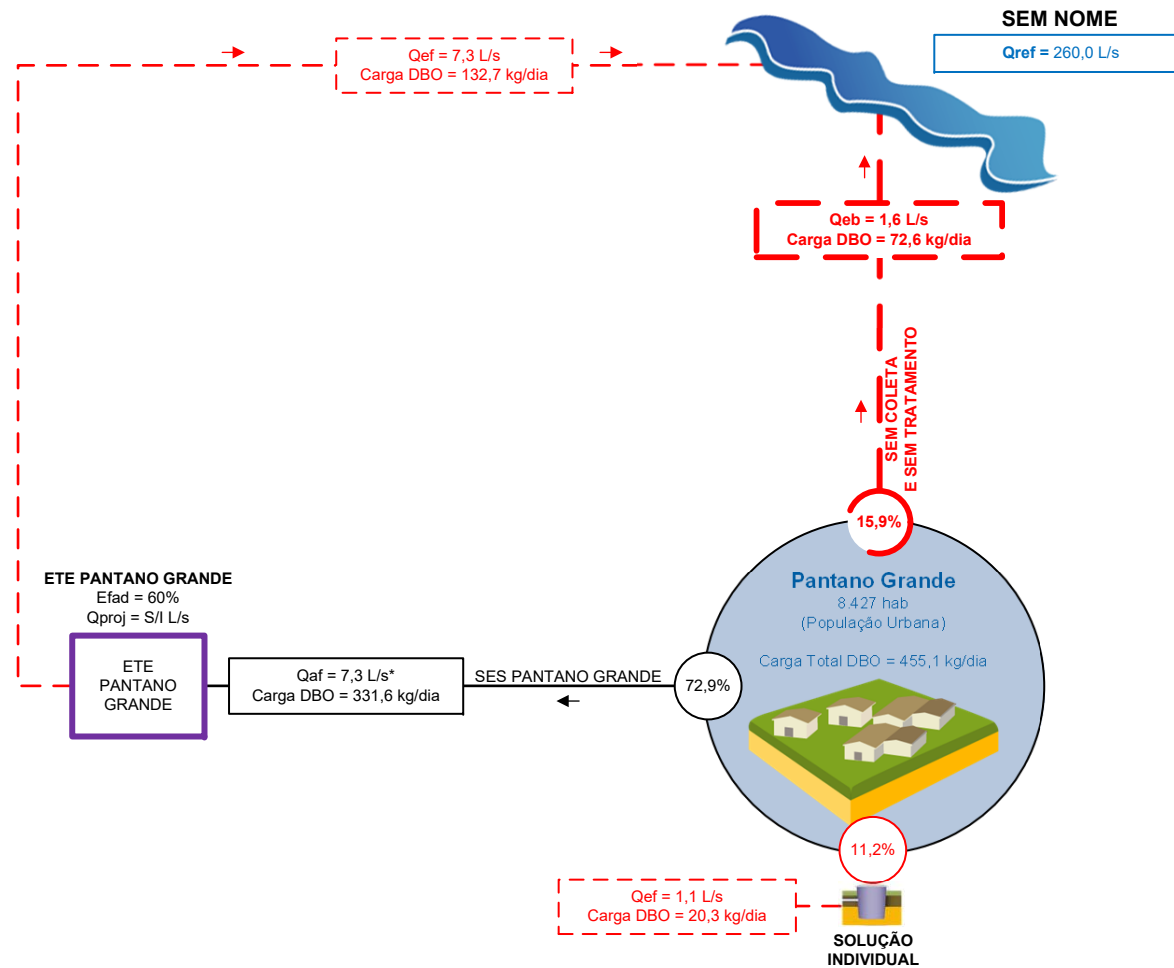 SEM NOME
Qref = 260,0 L/s
Qef = 7,3 L/s
Carga DBO = 132,7 kg/dia
Qeb = 1,6 L/s
Carga DBO = 72,6 kg/dia
SEM COLETA
E SEM TRATAMENTO
15,9%
Pantano Grande
8.427 hab
(População Urbana)
Carga Total DBO = 455,1 kg/dia
ETE PANTANO GRANDE
Efad = 60%
Qproj = S/I L/s
ETE
PANTANO
GRANDE
Qaf = 7,3 L/s*
Carga DBO = 331,6 kg/dia
SES PANTANO GRANDE
72,9%
11,2%
Qef = 1,1 L/s
Carga DBO = 20,3 kg/dia
SOLUÇÃO
INDIVIDUAL